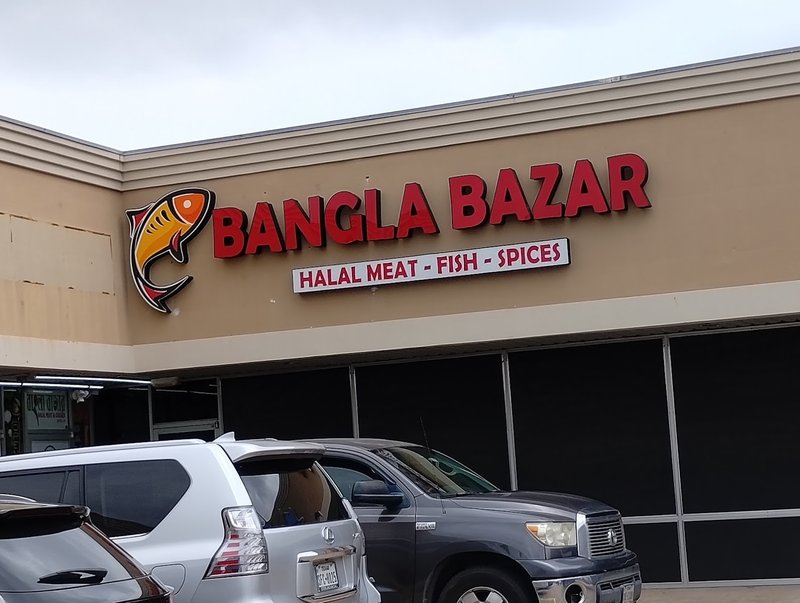 BANGLA BAZAR
HALAL MEAT - FISH - SPICES